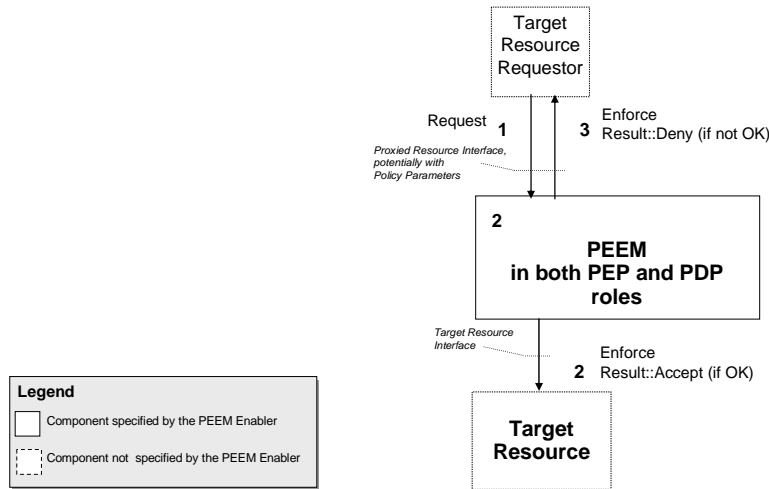 Target
Resource
Requestor
Request
1
3
Enforce
Result::Deny (if not OK)
Proxied Resource Interface,
potentially with
Policy Parameters
2
PEEM
in both PEP and PDP
roles
Target Resource
Interface
2
Enforce
Result::Accept (if OK)
Target
Resource
Legend
Component specified by the PEEM Enabler
Component not specified by the PEEM Enabler